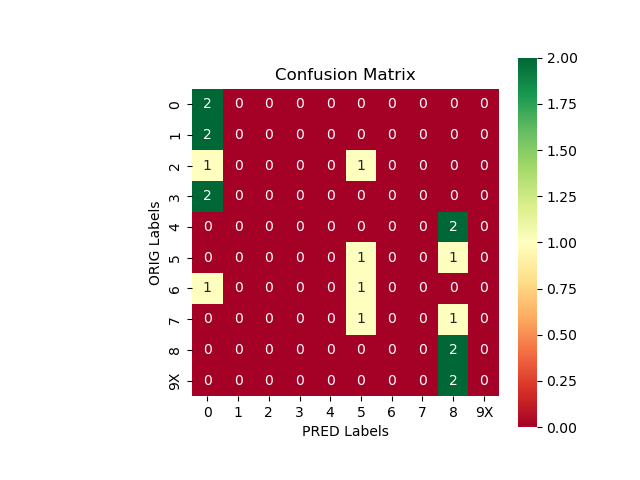 Confusion Matrix
ORIG Labels
0 2 0 0 0 0 0 0 0 0 0
1 2 0 0 0 0 0 0 0 0 0
2 1 0 0 0 0 1 0 0 0 0
3 2 0 0 0 0 0 0 0 0 0
4 0 0 0 0 0 0 0 0 2 0
5 0 0 0 0 0 1 0 0 1 0
6 1 0 0 0 0 1 0 0 0 0
7 0 0 0 0 0 1 0 0 1 0
8 0 0 0 0 0 0 0 0 2 0
9X 0 0 0 0 0 0 0 0 2 0
0 1 2 3 4 5 6 7 8 9X
PRED Labels
2.00
1.75
1.50
1.25
1.00
0.75
0.50
0.25
0.00